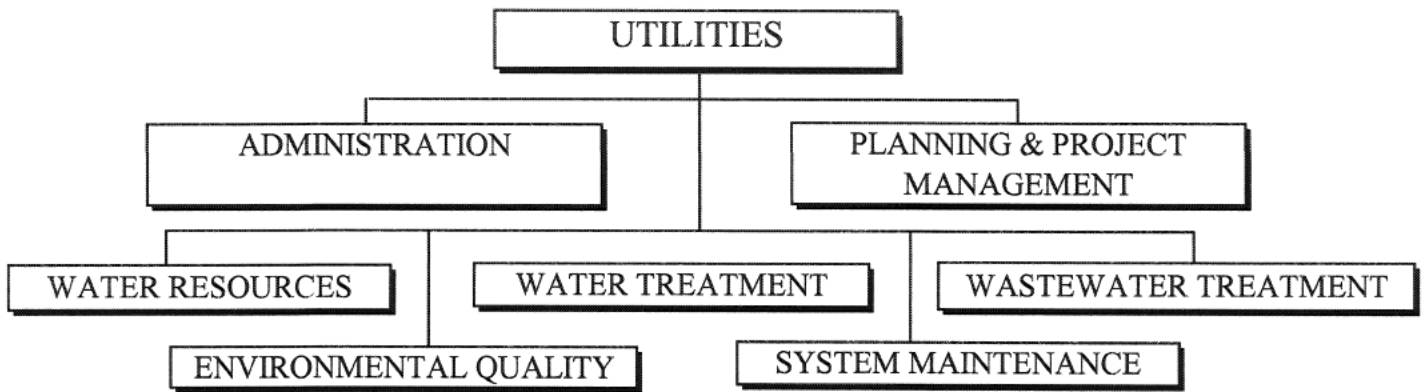 UTILITIES
ADMINISTRATION
PLANNING & PROJECT
MANAGEMENT
WATER RESOURCES
WATER TREATMENT
WASTEWATER TREATMENT
ENVIRONMENTAL QUALITY
SYSTEM MAINTENANCE